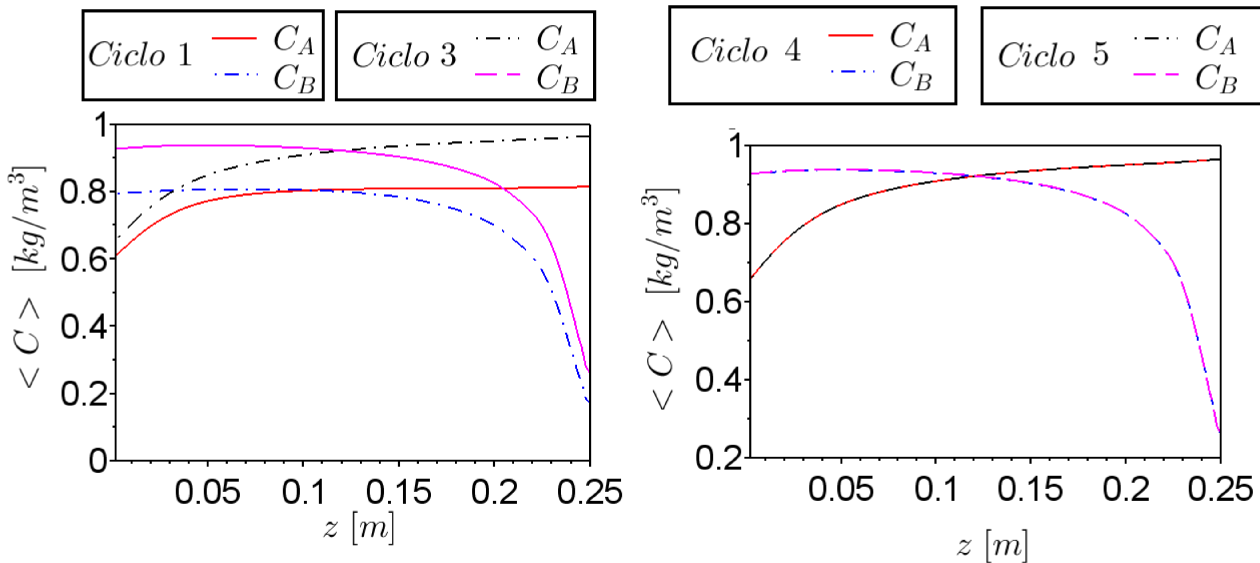 Ciclo 1 C_A
C_B
Ciclo 3 C_A
C_B
1
0.8
0.6
0.4
0.2
0
< C > [kg/m³]
0.05 0.1 0.15 0.2 0.25
z [m]
Ciclo 4 C_A
C_B
Ciclo 5 C_A
C_B
1
0.8
0.6
0.4
0.2
< C > [kg/m³]
0.05 0.1 0.15 0.2 0.25
z [m]